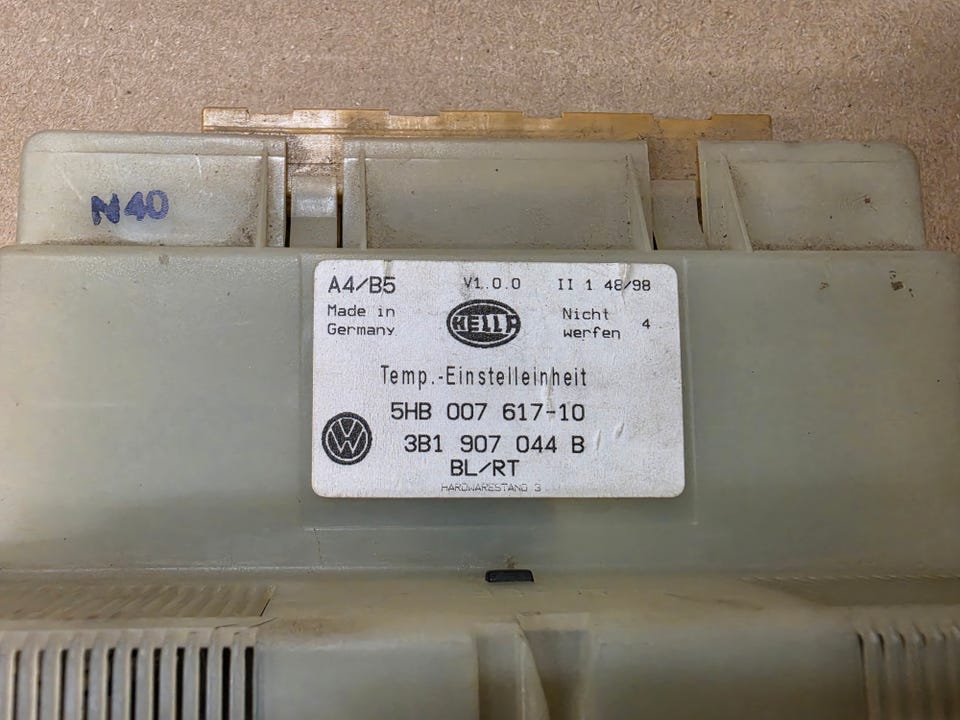 N40
A4/B5 V1.0.0 II 1 48/98
Made in Germany HELLA Nicht werfen 4
Temp.-Einstelleinheit
5HB 007 617-10
VW 3B1 907 044 B
BL/RT
HARDWARESTAND 3